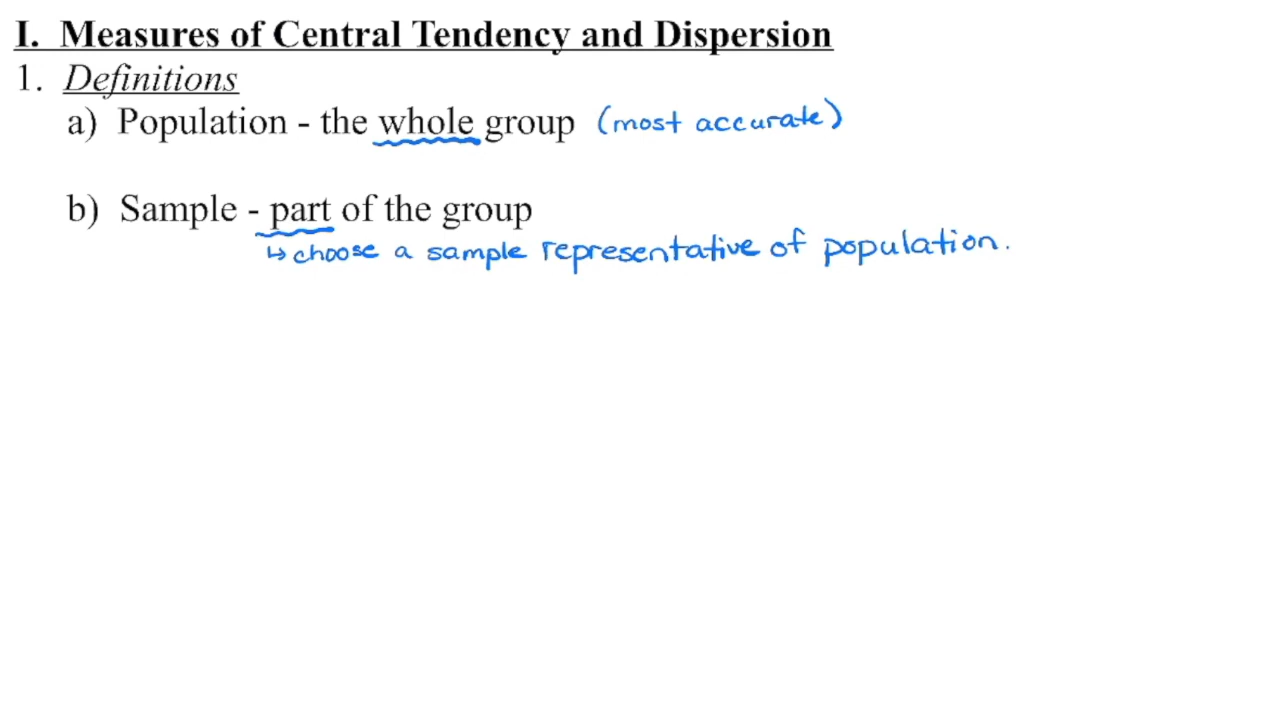 I. Measures of Central Tendency and Dispersion
1. Definitions
a) Population - the whole group (most accurate)
b) Sample - part of the group
↳ choose a sample representative of population.